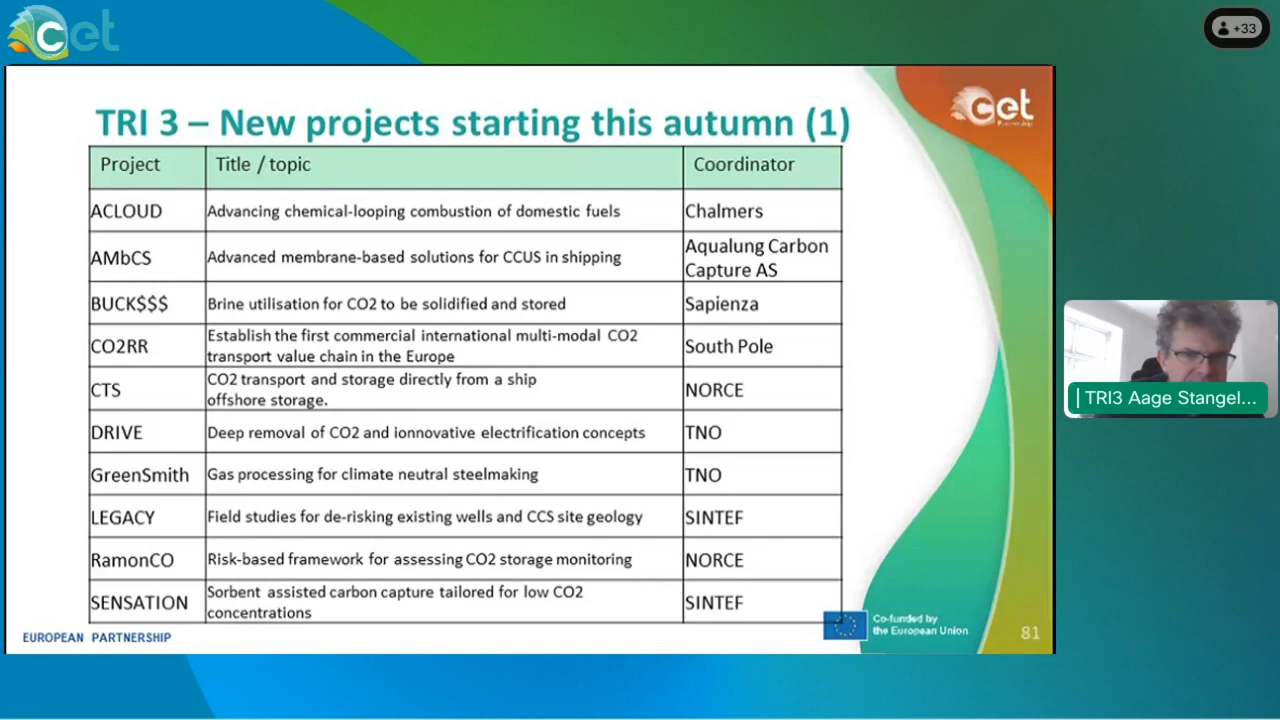 cet
+33
TRI 3 – New projects starting this autumn (1)
cet
Partnership
Project Title / topic Coordinator
ACLOUD Advancing chemical-looping combustion of domestic fuels Chalmers
AMbCS Advanced membrane-based solutions for CCUS in shipping Aqualung Carbon
Capture AS
BUCK$$$ Brine utilisation for CO2 to be solidified and stored Sapienza
CO2RR Establish the first commercial international multi-modal CO2
transport value chain in the Europe South Pole
CTS CO2 transport and storage directly from a ship
offshore storage. NORCE
DRIVE Deep removal of CO2 and ionnovative electrification concepts TNO
GreenSmith Gas processing for climate neutral steelmaking TNO
LEGACY Field studies for de-risking existing wells and CCS site geology SINTEF
RamonCO Risk-based framework for assessing CO2 storage monitoring NORCE
SENSATION Sorbent assisted carbon capture tailored for low CO2
concentrations SINTEF
EUROPEAN PARTNERSHIP
Co-funded by
the European Union
81
TRI3 Aage Stangel...